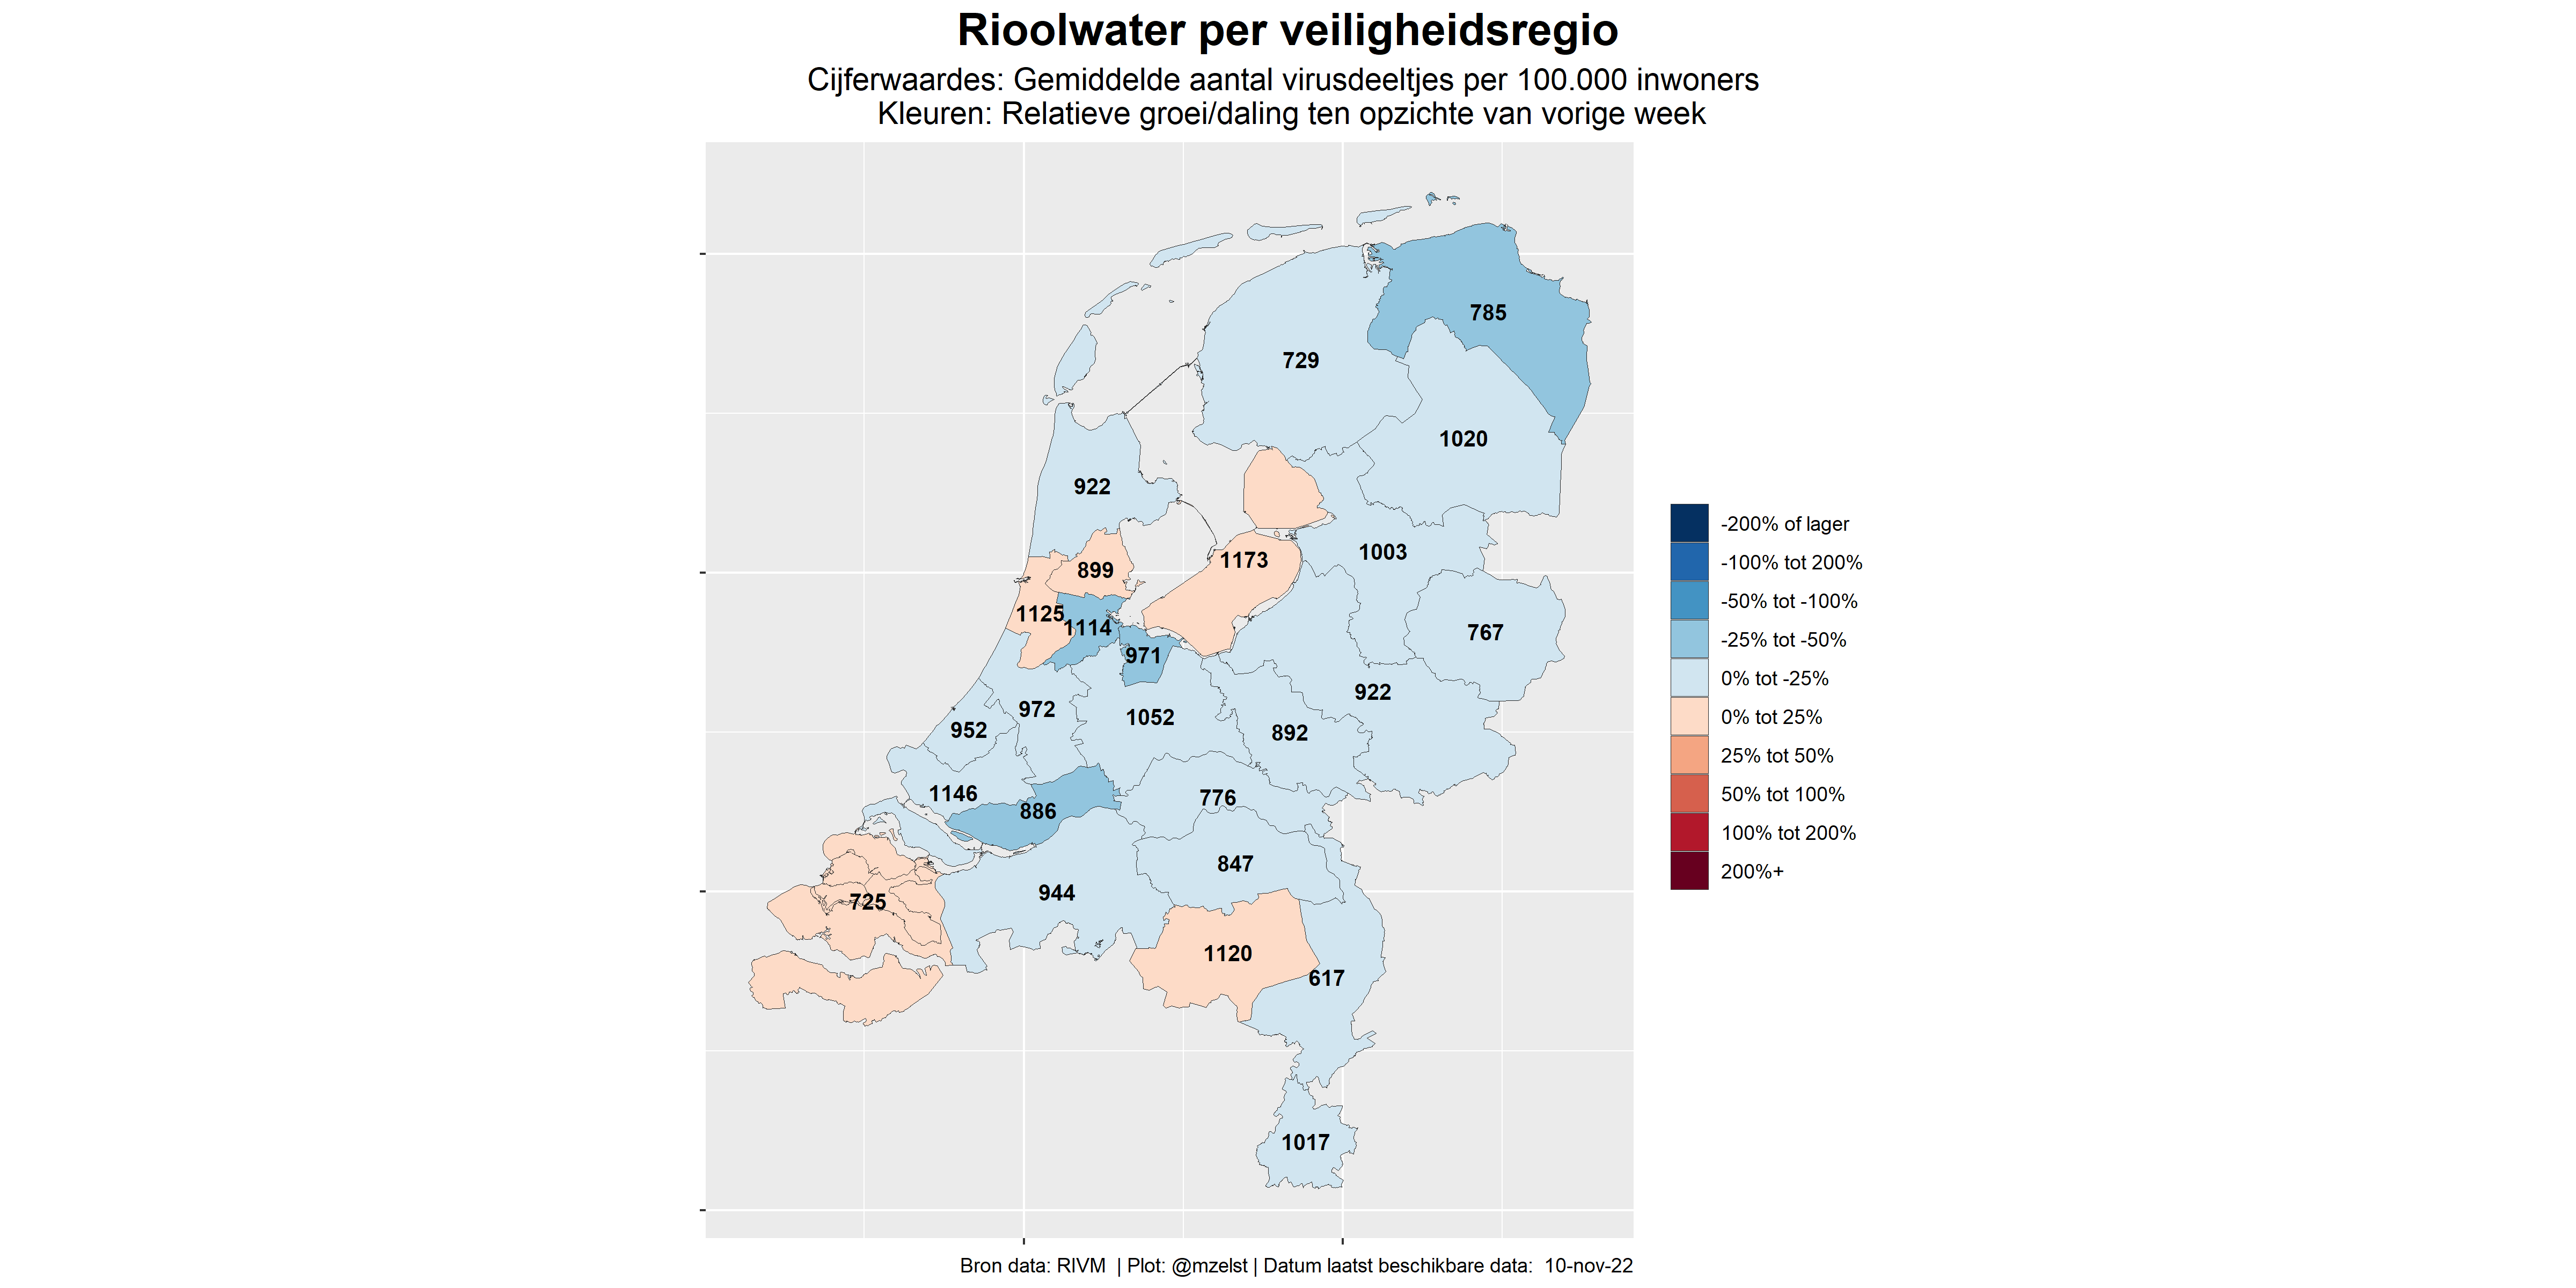 Rioolwater per veiligheidsregio
Cijferwaardes: Gemiddelde aantal virusdeeltjes per 100.000 inwoners
Kleuren: Relatieve groei/daling ten opzichte van vorige week
785
729
1020
922
1003
1173
899
1125
1114
767
971
922
972
1052
952
892
1146
776
886
847
944
725
1120
617
1017
-200% of lager
-100% tot 200%
-50% tot -100%
-25% tot -50%
0% tot -25%
0% tot 25%
25% tot 50%
50% tot 100%
100% tot 200%
200%+
Bron data: RIVM | Plot: @mzelst | Datum laatst beschikbare data: 10-nov-22